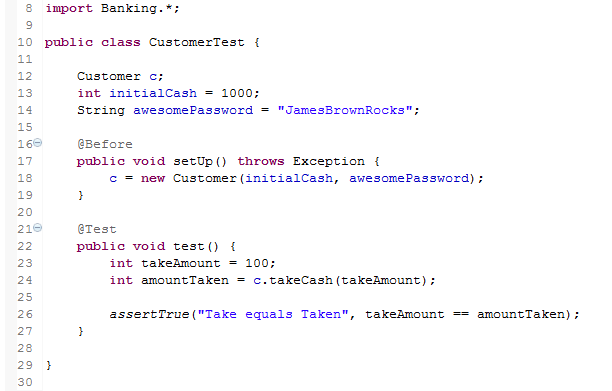 8 import Banking.*;
9
10 public class CustomerTest {
11
12     Customer c;
13     int initialCash = 1000;
14     String awesomePassword = "JamesBrownRocks";
15
16     @Before
17     public void setUp() throws Exception {
18         c = new Customer(initialCash, awesomePassword);
19     }
20
21     @Test
22     public void test() {
23         int takeAmount = 100;
24         int amountTaken = c.takeCash(takeAmount);
25
26         assertTrue("Take equals Taken", takeAmount == amountTaken);
27     }
28
29 }
30